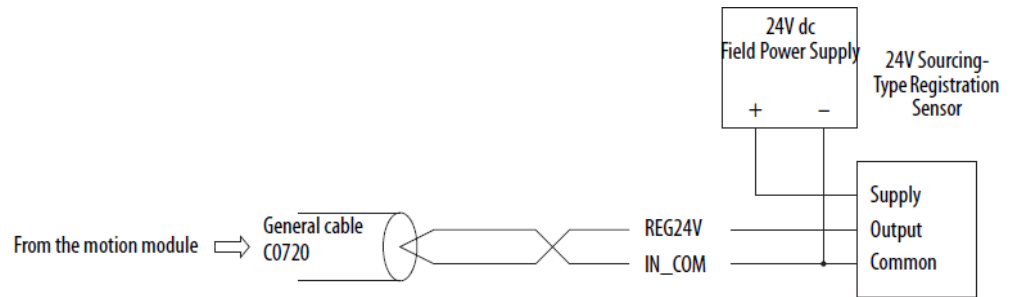 24V dc
Field Power Supply
+ –
24V Sourcing-
Type Registration
Sensor
Supply
Output
Common
REG24V
IN_COM
General cable
C0720
From the motion module